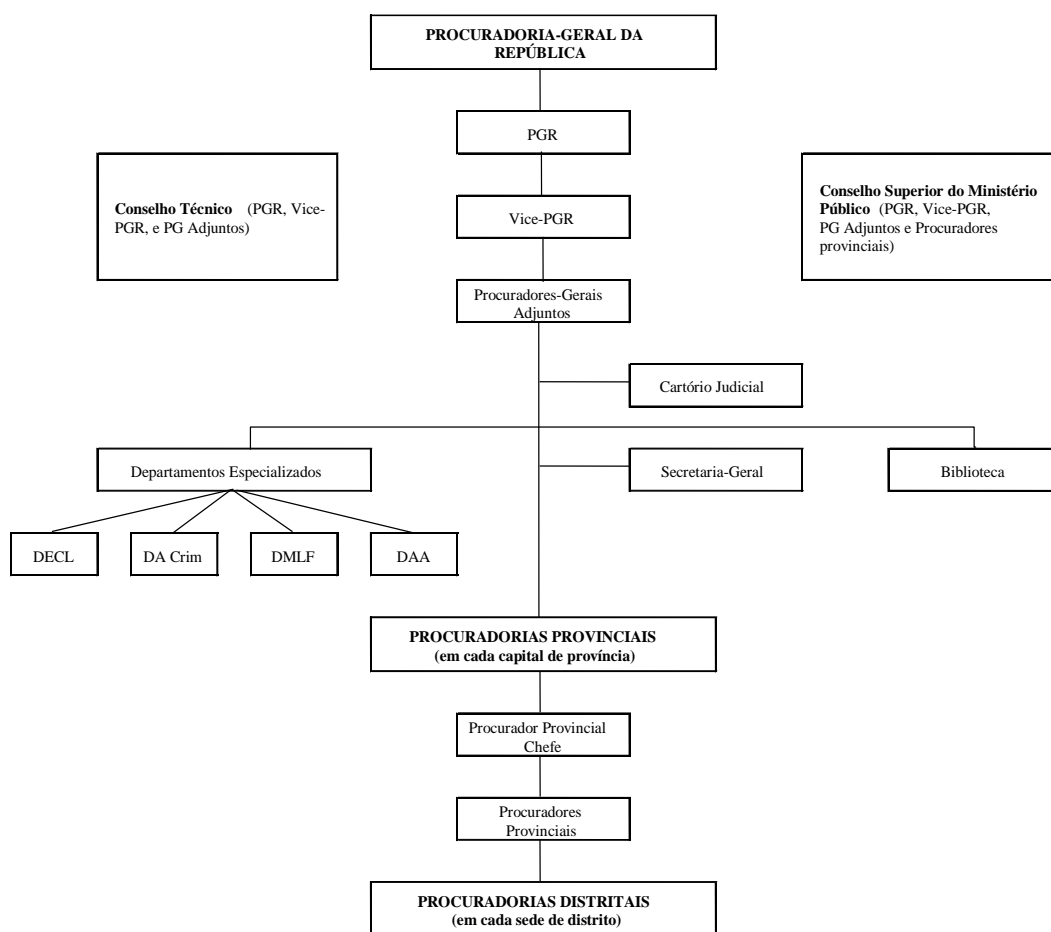 PROCURADORIA-GERAL DA
REPÚBLICA
PGR
Conselho Técnico (PGR, Vice-
PGR, e PG Adjuntos)
Vice-PGR
Conselho Superior do Ministério
Público (PGR, Vice-PGR,
PG Adjuntos e Procuradores
provinciais)
Procuradores-Gerais
Adjuntos
Cartório Judicial
Departamentos Especializados
Secretaria-Geral
Biblioteca
DECL
DA Crim
DMLF
DAA
PROCURADORIAS PROVINCIAIS
(em cada capital de província)
Procurador Provincial
Chefe
Procuradores
Provinciais
PROCURADORIAS DISTRITAIS
(em cada sede de distrito)